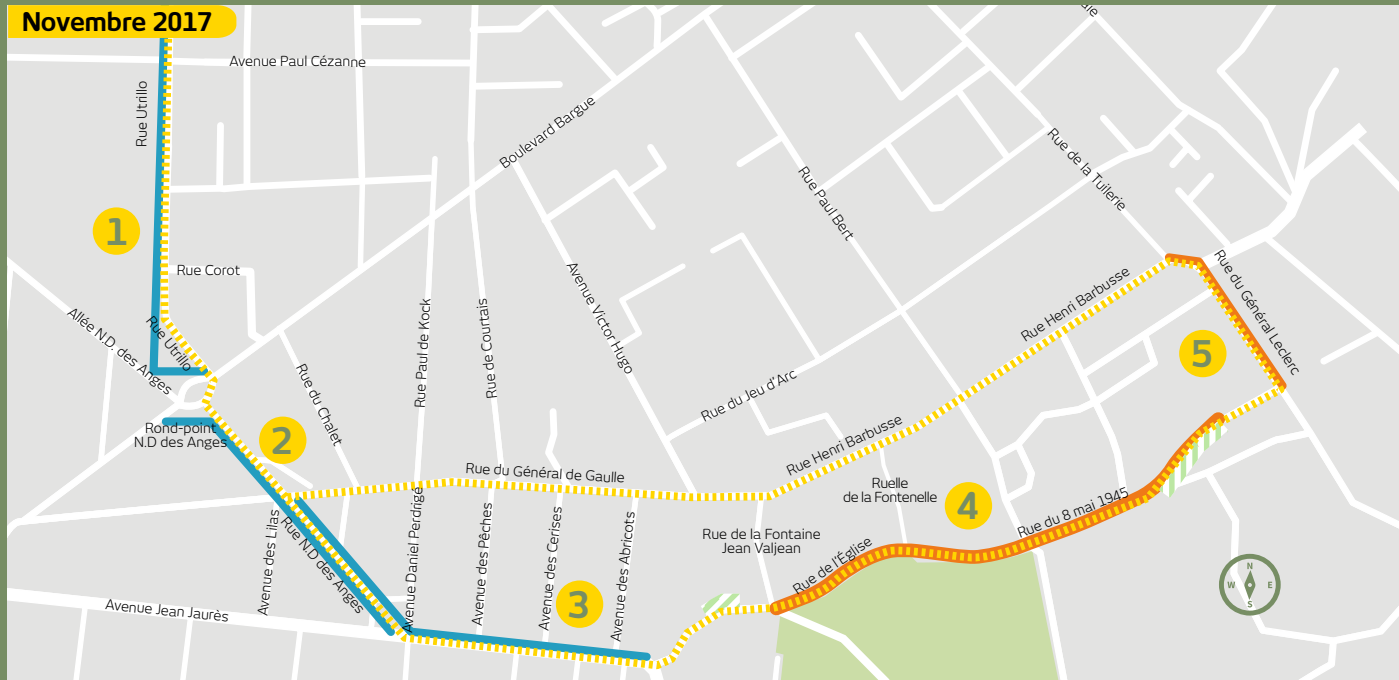 Novembre 2017
Avenue Paul Cézanne
Rue Utrillo
Boulevard Bargue
Rue de la Tuilerie
Rue Paul Bert
1
Rue Corot
Rue du Général Leclerc
Avenue Victor Hugo
Rue Henri Barbusse
Allée N.D. des Anges
Rue Utrillo
Rue Paul de Kock
Rue de Courtais
5
Rue du Chalet
Rue du Jeu d'Arc
Rond-point
N.D des Anges
2
Rue Henri Barbusse
Rue du Général de Gaulle
Ruelle
de la Fontenelle
4
Rue du 8 mai 1945
Avenue des Lilas
Rue N.D. des Anges
Avenue Daniel Perdrigé
Avenue des Pêches
Avenue des Cerises
Avenue des Abricots
Rue de la Fontaine
Jean Valjean
Rue de l'Église
3
Avenue Jean Jaurès
N
W
E
S